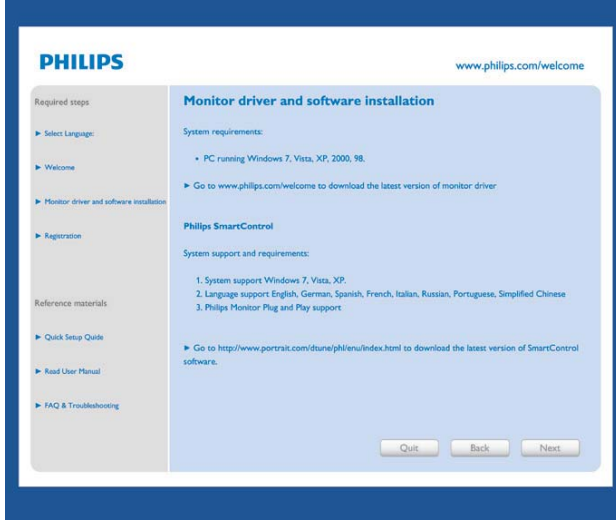 PHILIPS
www.philips.com/welcome
Required steps
► Select Language:
► Welcome
► Monitor driver and software installation
► Registration
Reference materials
► Quick Setup Quide
► Read User Manual
► FAQ & Troubleshooting
Monitor driver and software installation
System requirements:
• PC running Windows 7, Vista, XP, 2000, 98.
► Go to www.philips.com/welcome to download the latest version of monitor driver
Philips SmartControl
System support and requirements:
1. System support Windows 7, Vista, XP.
2. Language support English, German, Spanish, French, Italian, Russian, Portuguese, Simplified Chinese
3. Philips Monitor Plug and Play support
► Go to http://www.portrait.com/dtune/phl/enu/index.html to download the latest version of SmartControl
software.
Quit
Back
Next